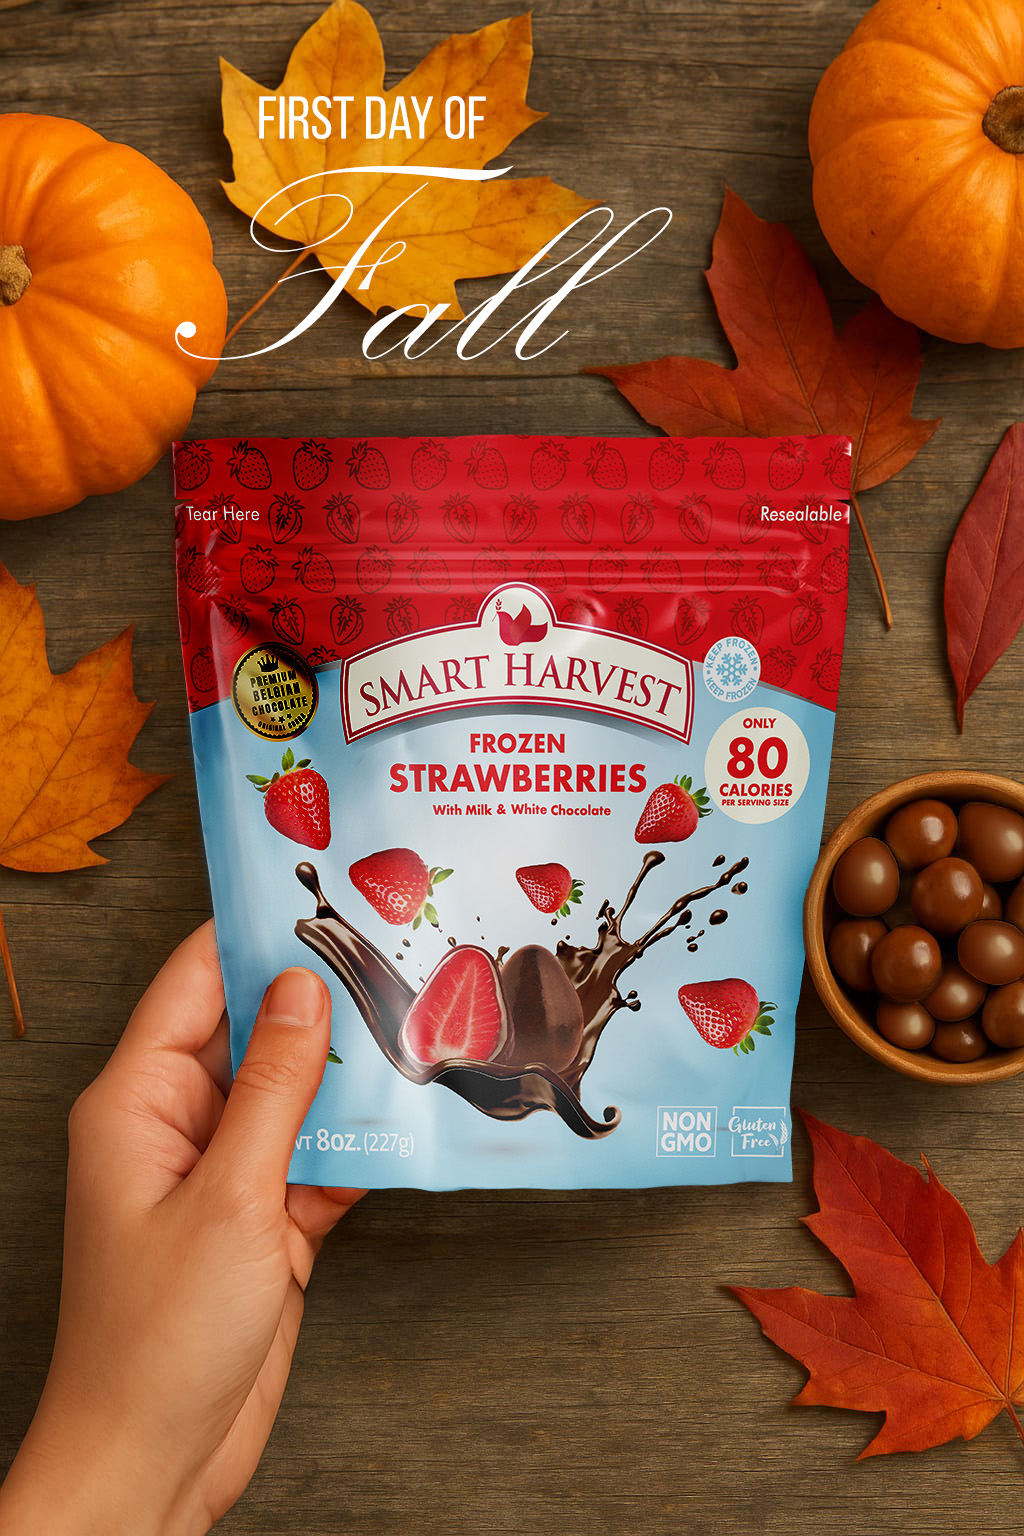 FIRST DAY OF
Fall
Tear Here
Resealable
SMART HARVEST
PREMIUM
BELGIAN
CHOCOLATE
KEEP FROZEN
KEEP FROZEN
FROZEN
STRAWBERRIES
With Milk & White Chocolate
ONLY
80
CALORIES
PER SERVING SIZE
WT 8oz. (227g)
NON
GMO
Gluten
Free